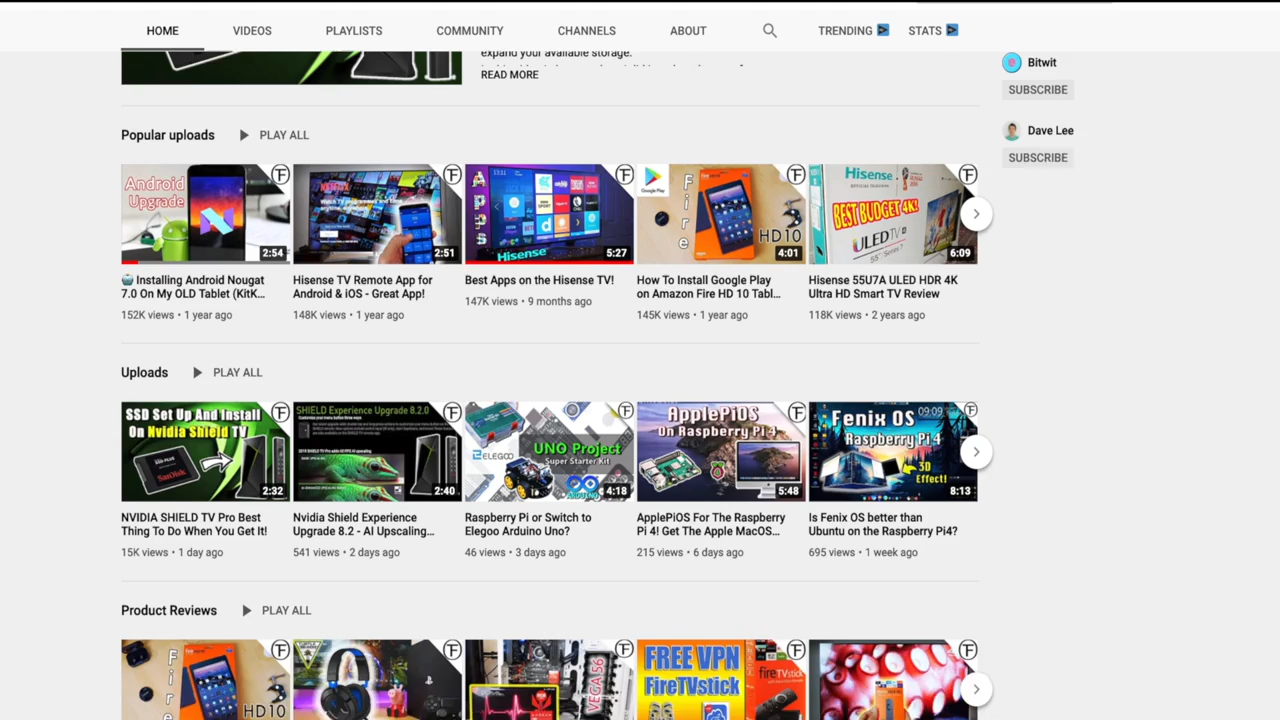 HOME VIDEOS PLAYLISTS COMMUNITY CHANNELS ABOUT TRENDING STATS
expand your available storage.
READ MORE
Bitwit
SUBSCRIBE
Dave Lee
SUBSCRIBE
Popular uploads PLAY ALL
Android
Upgrade
2:54
2:51
APPS
Hisense
5:27
Google Play
Fire
HD10
4:01
Hisense
BEST BUDGET 4K!
ULED TV
6:09
Installing Android Nougat
7.0 On My OLD Tablet (KitK...
152K views • 1 year ago
Hisense TV Remote App for
Android & iOS - Great App!
148K views • 1 year ago
Best Apps on the Hisense TV!
147K views • 9 months ago
How To Install Google Play
on Amazon Fire HD 10 Tabl...
145K views • 1 year ago
Hisense 55U7A ULED HDR 4K
Ultra HD Smart TV Review
118K views • 2 years ago
Uploads PLAY ALL
SSD Set Up And Install
On Nvidia Shield TV
SanDisk
2:32
SHIELD Experience Upgrade 8.2.0
2:40
ELEGOO
UNO Project
Super Starter Kit
ARDUINO
4:18
ApplePiOS
On Raspberry Pi 4
5:48
Fenix OS
09:09
Raspberry Pi 4
3D
Effect!
8:13
NVIDIA SHIELD TV Pro Best
Thing To Do When You Get It!
15K views • 1 day ago
Nvidia Shield Experience
Upgrade 8.2 - AI Upscaling...
541 views • 2 days ago
Raspberry Pi or Switch to
Elegoo Arduino Uno?
46 views • 3 days ago
ApplePiOS For The Raspberry
Pi 4! Get The Apple MacOS...
215 views • 6 days ago
Is Fenix OS better than
Ubuntu on the Raspberry Pi4?
695 views • 1 week ago
Product Reviews PLAY ALL
Fire
HD10
VEGA 56
FREE VPN
FireTVstick
fireTVstick